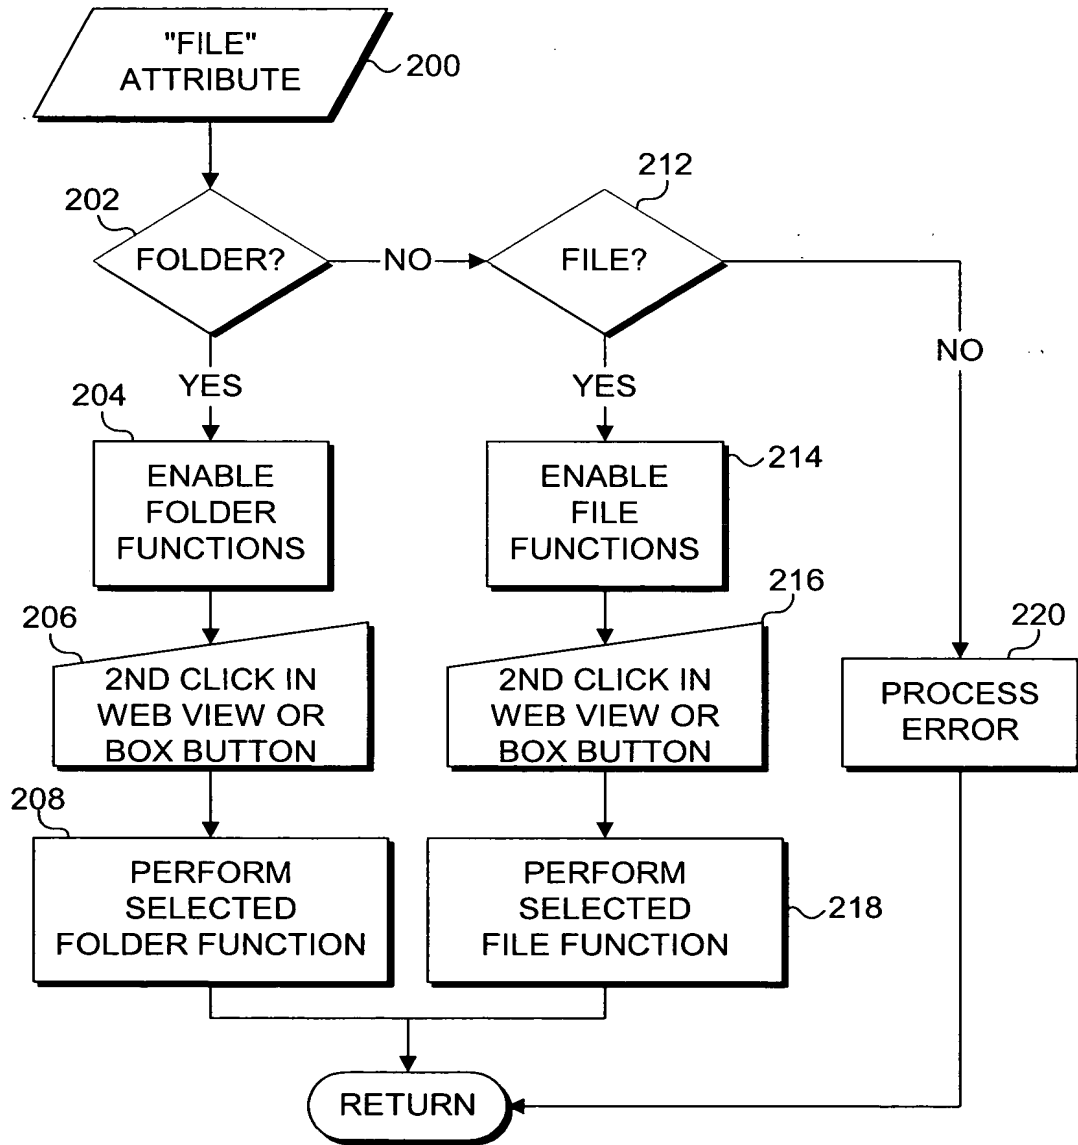 "FILE"
ATTRIBUTE
200
202
FOLDER?
NO
212
FILE?
NO
YES
YES
204
ENABLE
FOLDER
FUNCTIONS
214
ENABLE
FILE
FUNCTIONS
206
2ND CLICK IN
WEB VIEW OR
BOX BUTTON
216
2ND CLICK IN
WEB VIEW OR
BOX BUTTON
220
PROCESS
ERROR
208
PERFORM
SELECTED
FOLDER FUNCTION
PERFORM
SELECTED
FILE FUNCTION
218
RETURN